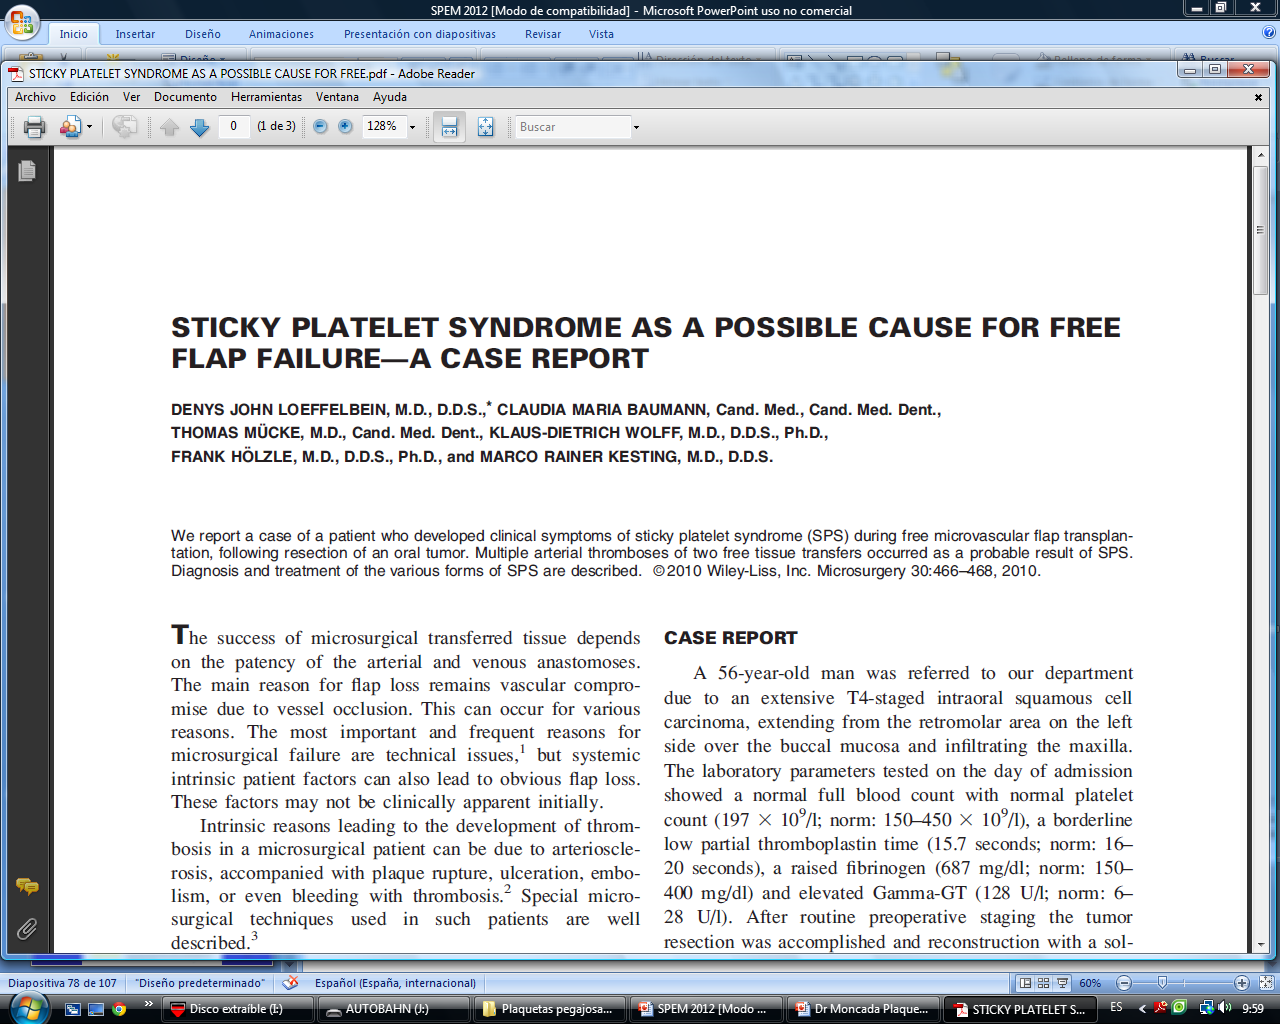 SPEM 2012 [Modo de compatibilidad] - Microsoft PowerPoint uso no comercial
Inicio Insertar Diseño Animaciones Presentación con diapositivas Revisar Vista
STICKY PLATELET SYNDROME AS A POSSIBLE CAUSE FOR FREE.pdf - Adobe Reader
Archivo Edición Ver Documento Herramientas Ventana Ayuda
0 (1 de 3) 128% Buscar
STICKY PLATELET SYNDROME AS A POSSIBLE CAUSE FOR FREE
FLAP FAILURE—A CASE REPORT
DENYS JOHN LOEFFELBEIN, M.D., D.D.S.,* CLAUDIA MARIA BAUMANN, Cand. Med., Cand. Med. Dent.,
THOMAS MÜCKE, M.D., Cand. Med. Dent., KLAUS-DIETRICH WOLFF, M.D., D.D.S., Ph.D.,
FRANK HÖLZLE, M.D., D.D.S., Ph.D., and MARCO RAINER KESTING, M.D., D.D.S.
We report a case of a patient who developed clinical symptoms of sticky platelet syndrome (SPS) during free microvascular flap transplan-
tation, following resection of an oral tumor. Multiple arterial thromboses of two free tissue transfers occurred as a probable result of SPS.
Diagnosis and treatment of the various forms of SPS are described. ©2010 Wiley-Liss, Inc. Microsurgery 30:466–468, 2010.
The success of microsurgical transferred tissue depends
on the patency of the arterial and venous anastomoses.
The main reason for flap loss remains vascular compro-
mise due to vessel occlusion. This can occur for various
reasons. The most important and frequent reasons for
microsurgical failure are technical issues,1 but systemic
intrinsic patient factors can also lead to obvious flap loss.
These factors may not be clinically apparent initially.
Intrinsic reasons leading to the development of throm-
bosis in a microsurgical patient can be due to arterioscle-
rosis, accompanied with plaque rupture, ulceration, embo-
lism, or even bleeding with thrombosis.2 Special micro-
surgical techniques used in such patients are well
described.3
CASE REPORT
A 56-year-old man was referred to our department
due to an extensive T4-staged intraoral squamous cell
carcinoma, extending from the retromolar area on the left
side over the buccal mucosa and infiltrating the maxilla.
The laboratory parameters tested on the day of admission
showed a normal full blood count with normal platelet
count (197 × 10⁹/l; norm: 150–450 × 10⁹/l), a borderline
low partial thromboplastin time (15.7 seconds; norm: 16–
20 seconds), a raised fibrinogen (687 mg/dl; norm: 150–
400 mg/dl) and elevated Gamma-GT (128 U/l; norm: 6–
28 U/l). After routine preoperative staging the tumor
resection was accomplished and reconstruction with a sol-
Diapositiva 78 de 107 "Diseño predeterminado" Español (España, internacional) 60%
Disco extraíble (I:) AUTOBAHN (J:) Plaquetas pegajosa... SPEM 2012 [Modo ... Dr Moncada Plaque... STICKY PLATELET S... ES 9:59